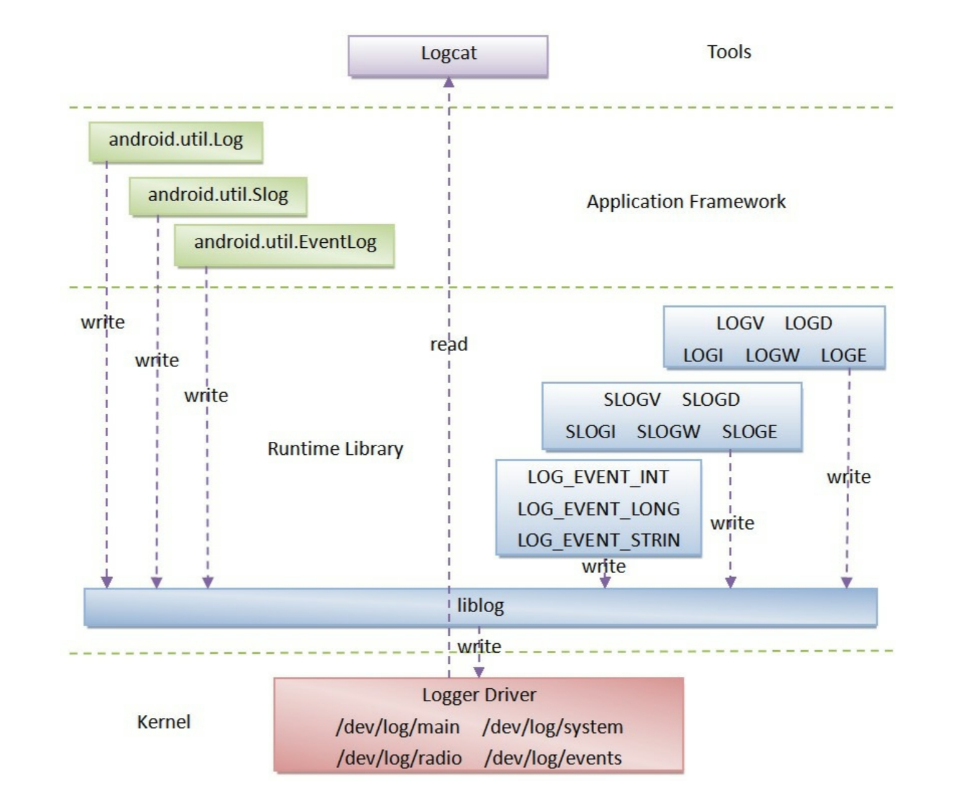 Logcat
Tools
android.util.Log
android.util.Slog
android.util.EventLog
Application Framework
write
write
write
read
LOGV LOGD
LOGI LOGW LOGE
SLOGV SLOGD
SLOGI SLOGW SLOGE
Runtime Library
LOG_EVENT_INT
LOG_EVENT_LONG
LOG_EVENT_STRIN
write
write
write
liblog
write
Kernel
Logger Driver
/dev/log/main /dev/log/system
/dev/log/radio /dev/log/events